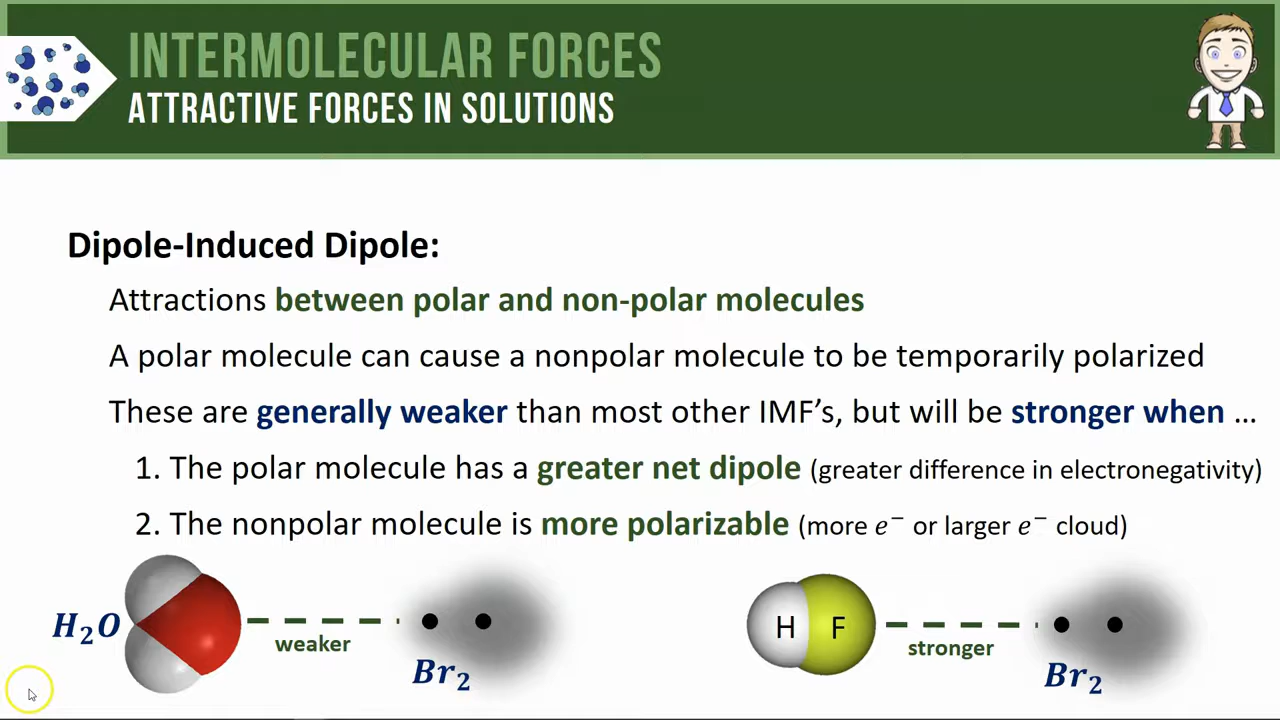 INTERMOLECULAR FORCES
ATTRACTIVE FORCES IN SOLUTIONS
Dipole-Induced Dipole:
Attractions between polar and non-polar molecules
A polar molecule can cause a nonpolar molecule to be temporarily polarized
These are generally weaker than most other IMF's, but will be stronger when …
1. The polar molecule has a greater net dipole (greater difference in electronegativity)
2. The nonpolar molecule is more polarizable (more e⁻ or larger e⁻ cloud)
H₂O
weaker
Br₂
H F
stronger
Br₂